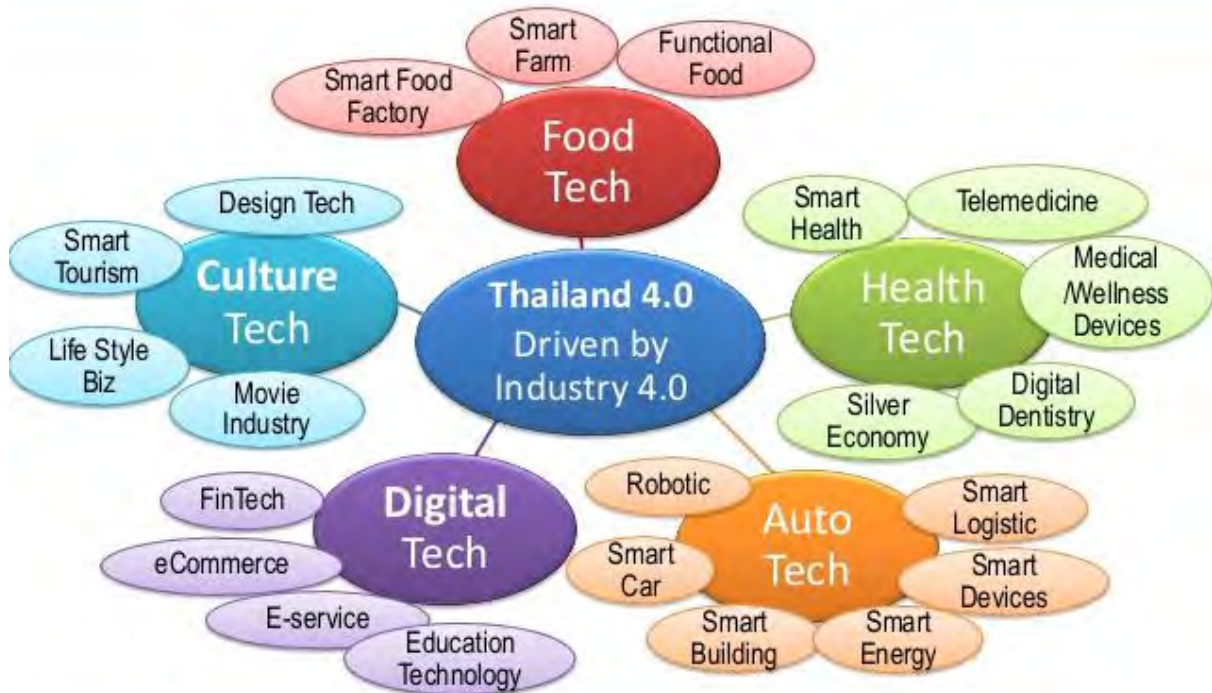 Smart
Farm
Functional
Food
Smart Food
Factory
Food
Tech
Design Tech
Smart
Tourism
Culture
Tech
Life Style
Biz
Movie
Industry
Thailand 4.0
Driven by
Industry 4.0
Smart
Health
Telemedicine
Medical
/Wellness
Devices
Health
Tech
Digital
Dentistry
Silver
Economy
FinTech
eCommerce
E-service
Education
Technology
Digital
Tech
Robotic
Smart
Car
Smart
Building
Smart
Energy
Smart
Devices
Smart
Logistic
Auto
Tech